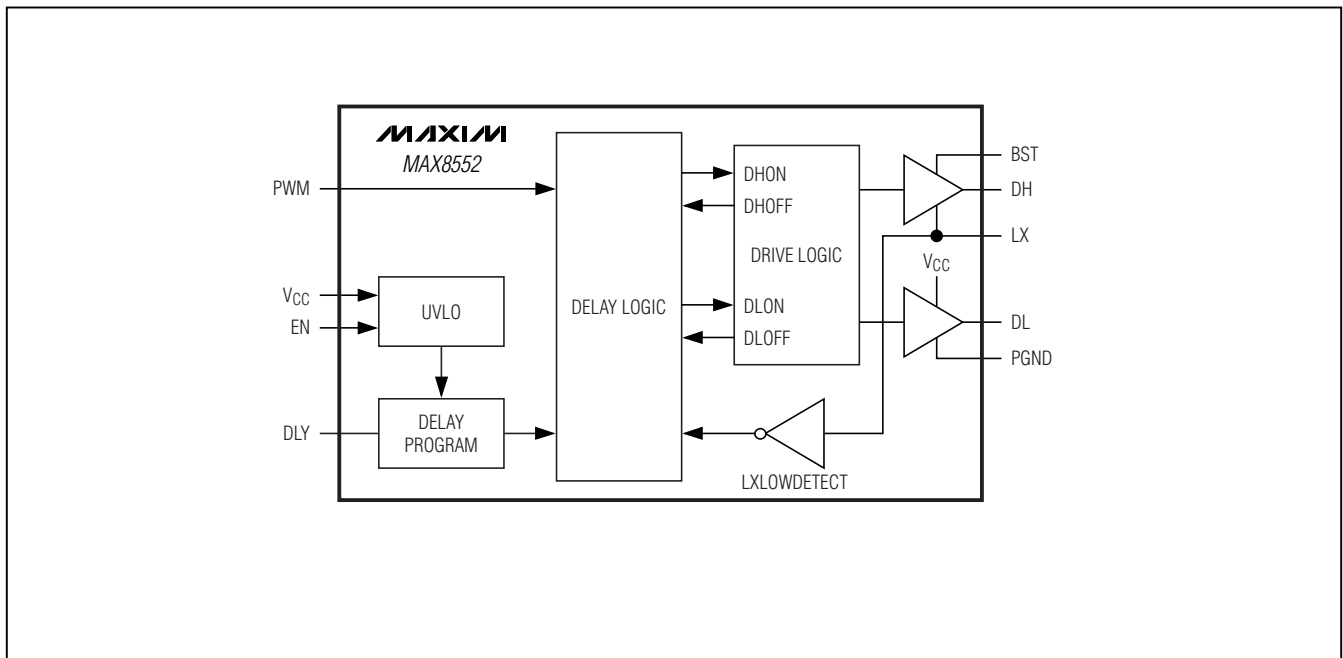 MAXIM
MAX8552
PWM
VCC
EN
DLY
UVLO
DELAY
PROGRAM
DELAY LOGIC
DHON
DHOFF
DRIVE LOGIC
DLON
DLOFF
LXLOWDETECT
BST
DH
LX
VCC
DL
PGND